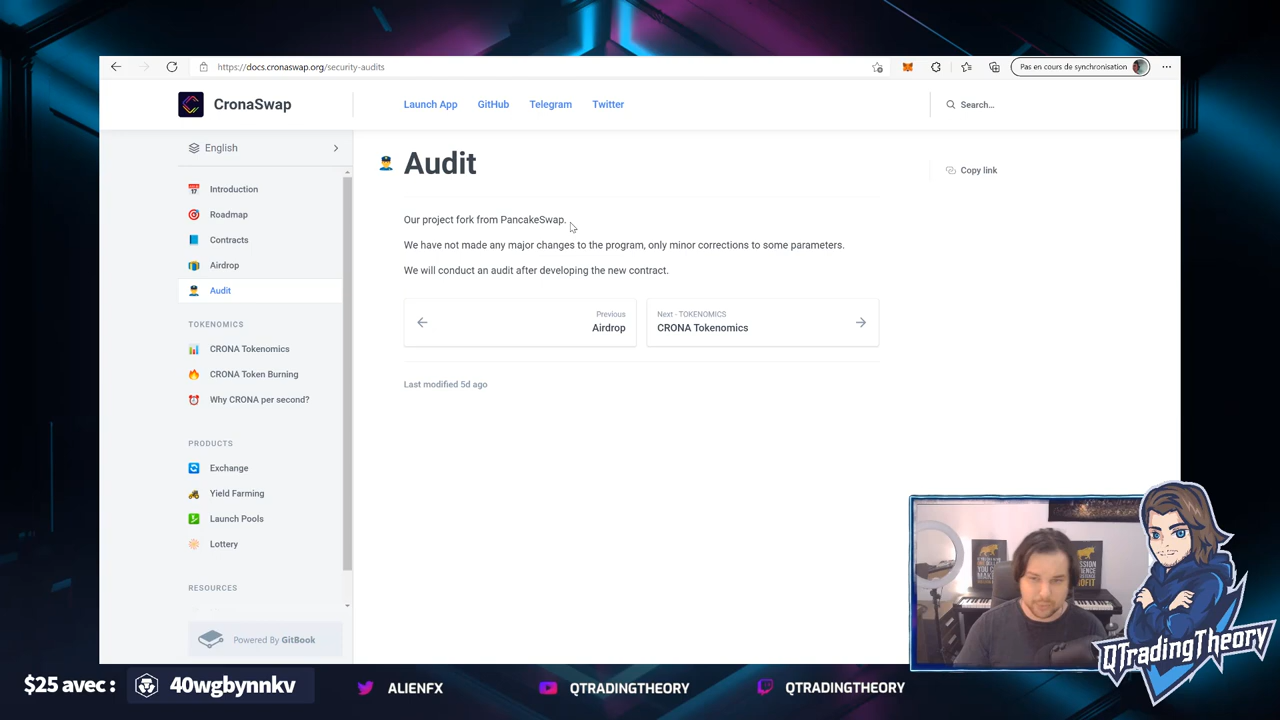 https://docs.cronaswap.org/security-audits
Pas en cours de synchronisation
CronaSwap
Launch App
GitHub
Telegram
Twitter
Search...
English
Introduction
Roadmap
Contracts
Airdrop
Audit
TOKENOMICS
CRONA Tokenomics
CRONA Token Burning
Why CRONA per second?
PRODUCTS
Exchange
Yield Farming
Launch Pools
Lottery
RESOURCES
Powered By GitBook
Audit
Copy link
Our project fork from PancakeSwap.
We have not made any major changes to the program, only minor corrections to some parameters.
We will conduct an audit after developing the new contract.
Previous
Airdrop
Next - TOKENOMICS
CRONA Tokenomics
Last modified 5d ago
QTradingTheory
$25 avec :
40wgbynnkv
ALIENFX
QTRADINGTHEORY
QTRADINGTHEORY